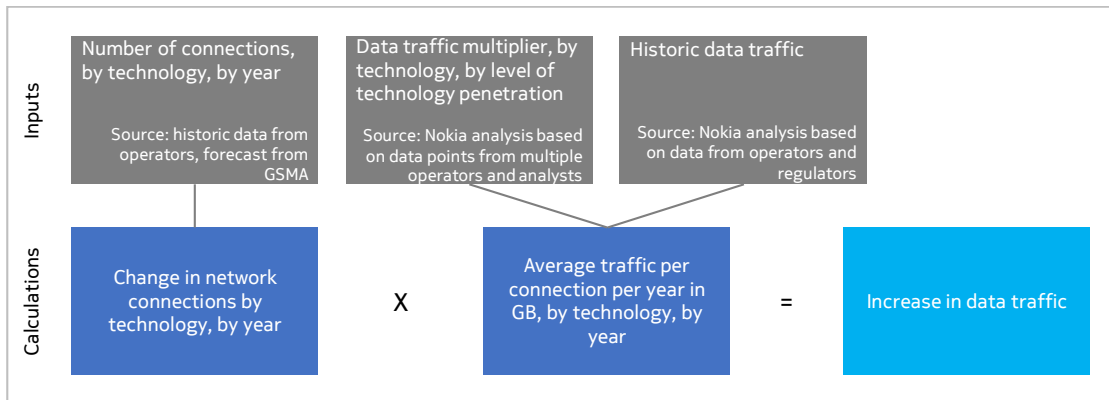 Inputs
Number of connections,
by technology, by year
Source: historic data from
operators, forecast from
GSMA
Data traffic multiplier, by
technology, by level of
technology penetration
Source: Nokia analysis based
on data points from multiple
operators and analysts
Historic data traffic
Source: Nokia analysis based
on data from operators and
regulators
Calculations
Change in network
connections by
technology, by year
X
Average traffic per
connection per year in
GB, by technology, by
year
=
Increase in data traffic